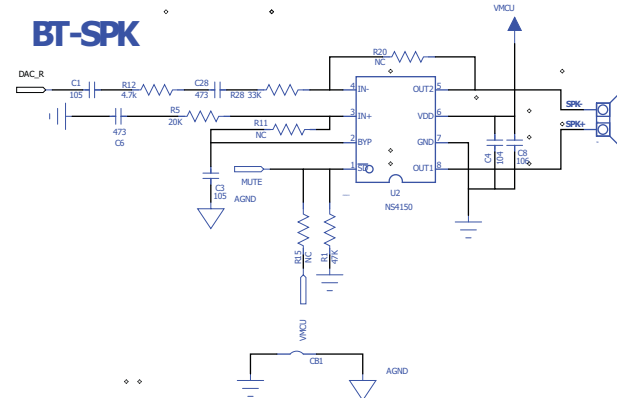 BT-SPK
VMCU
DAC_R
C1
105
R12
4.7k
C28
473
R28 33K
R20
NC
4 IN- OUT2 5
3 IN+ VDD 6
2 BYP GND 7
1 SD OUT1 8
U2
NS4150
R5
20K
473
C6
R11
NC
C3
105
AGND
MUTE
R15
NC
R1
47K
VMCU
C4
104
C8
106
SPK-
SPK+
CB1
AGND